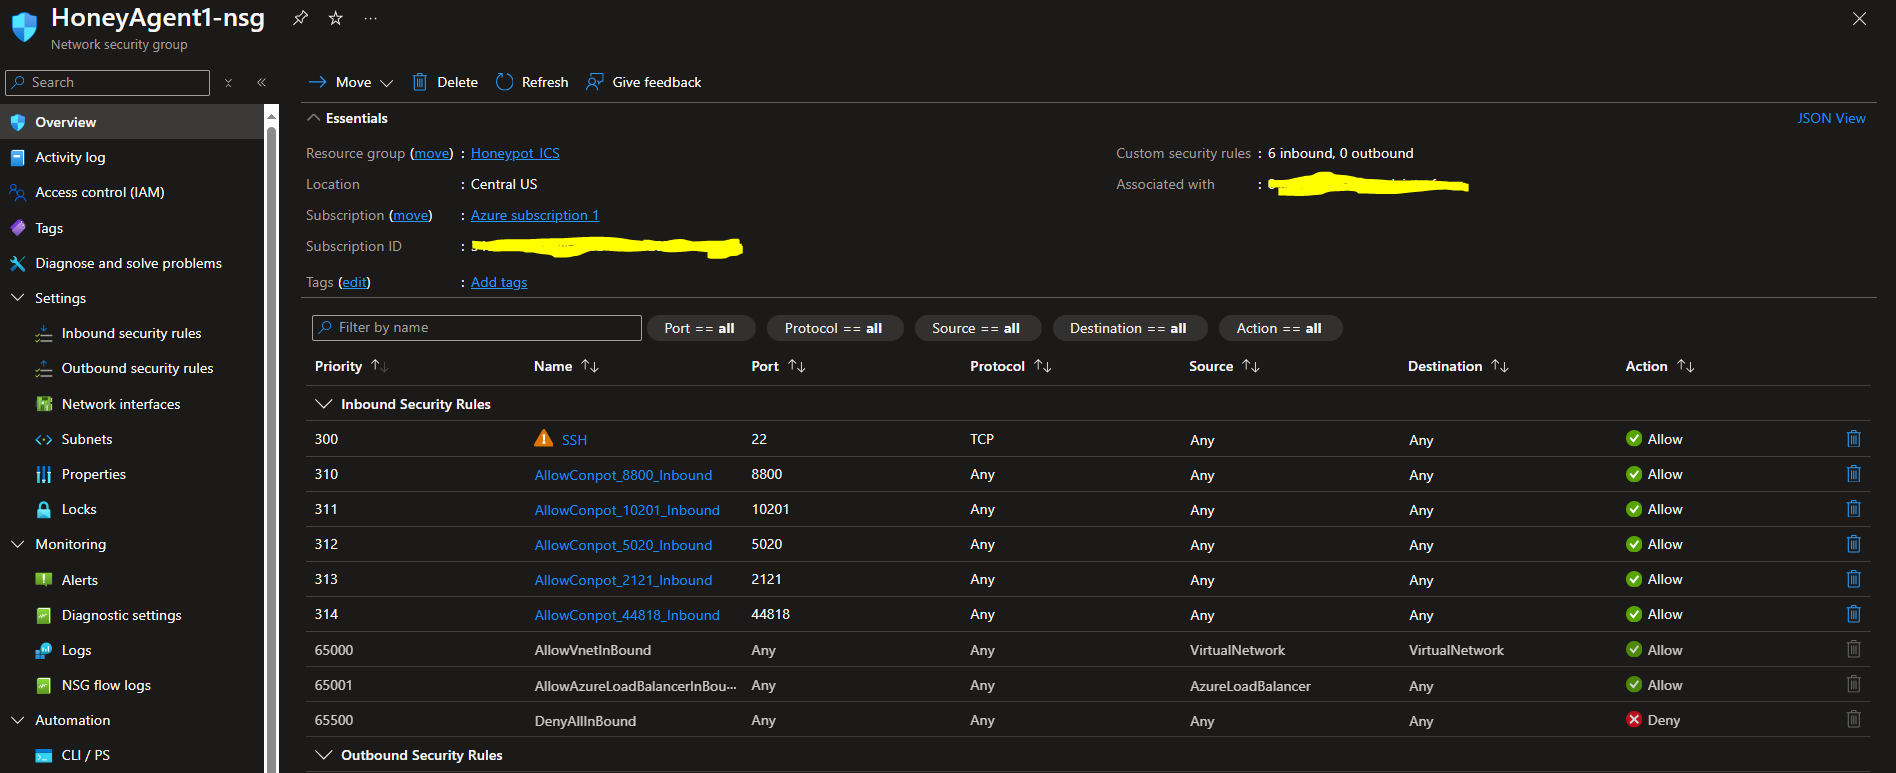 HoneyAgent1-nsg
Network security group
Search
Overview
Activity log
Access control (IAM)
Tags
Diagnose and solve problems
Settings
Inbound security rules
Outbound security rules
Network interfaces
Subnets
Properties
Locks
Monitoring
Alerts
Diagnostic settings
Logs
NSG flow logs
Automation
CLI / PS
Move Delete Refresh Give feedback
Essentials JSON View
Resource group (move) : Honeypot_ICS
Location : Central US
Subscription (move) : Azure subscription 1
Subscription ID :
Tags (edit) : Add tags
Custom security rules : 6 inbound, 0 outbound
Associated with :
Filter by name Port == all Protocol == all Source == all Destination == all Action == all
Priority Name Port Protocol Source Destination Action
Inbound Security Rules
300 SSH 22 TCP Any Any Allow
310 AllowConpot_8800_Inbound 8800 Any Any Any Allow
311 AllowConpot_10201_Inbound 10201 Any Any Any Allow
312 AllowConpot_5020_Inbound 5020 Any Any Any Allow
313 AllowConpot_2121_Inbound 2121 Any Any Any Allow
314 AllowConpot_44818_Inbound 44818 Any Any Any Allow
65000 AllowVnetInBound Any Any VirtualNetwork VirtualNetwork Allow
65001 AllowAzureLoadBalancerInBou··· Any Any AzureLoadBalancer Any Allow
65500 DenyAllInBound Any Any Any Any Deny
Outbound Security Rules